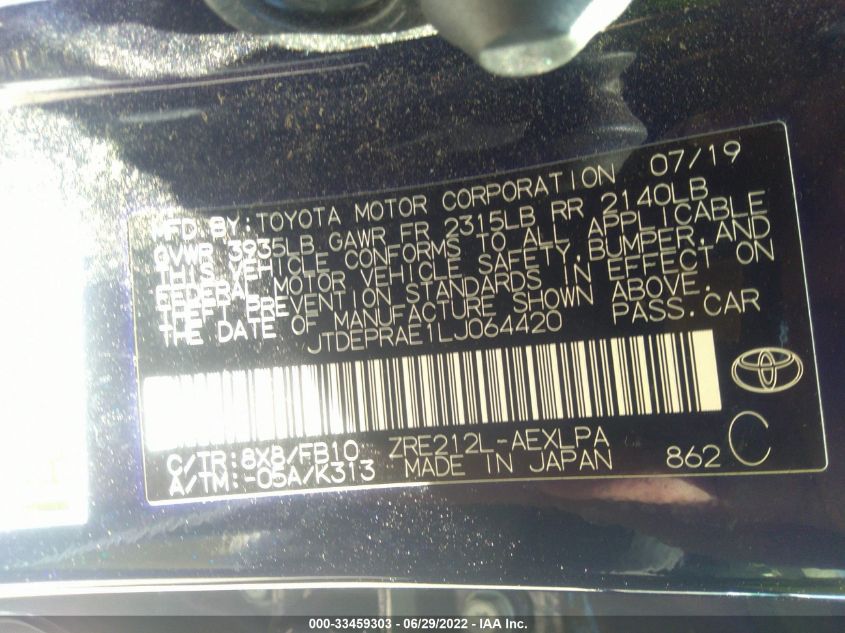 MFD BY:TOYOTA MOTOR CORPORATION 07/19
GVWR 3935LB GAWR FR 2315LB RR 2140LB
THIS VEHICLE CONFORMS TO ALL APPLICABLE
FEDERAL MOTOR VEHICLE SAFETY,BUMPER,AND
THEFT PREVENTION STANDARDS IN EFFECT ON
THE DATE OF MANUFACTURE SHOWN ABOVE.
JTDEPRAE1LJ064420 PASS.CAR
C/TR:8X8/FB10 ZRE212L-AEXLPA
A/TM:-05A/K313 MADE IN JAPAN 862 C
000-33459303 - 06/29/2022 - IAA Inc.